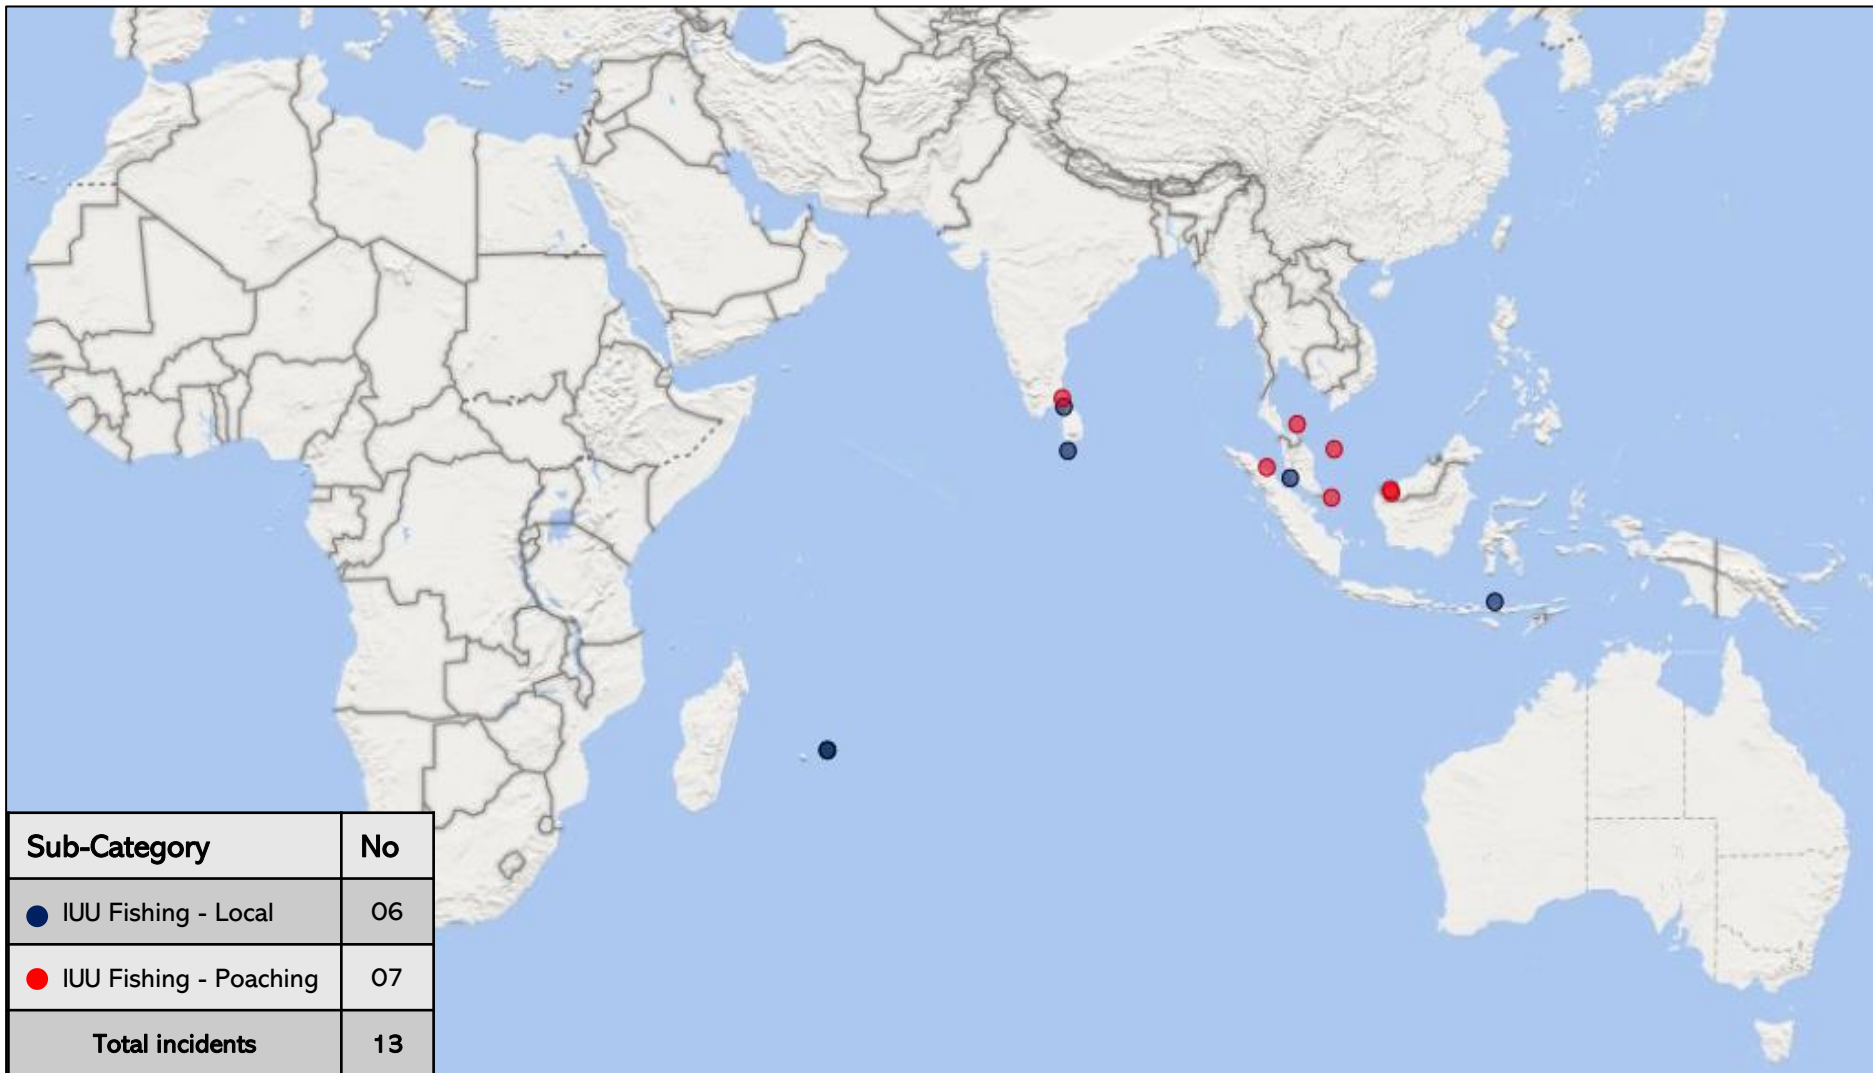 Sub-Category No
IUU Fishing - Local 06
IUU Fishing - Poaching 07
Total incidents 13